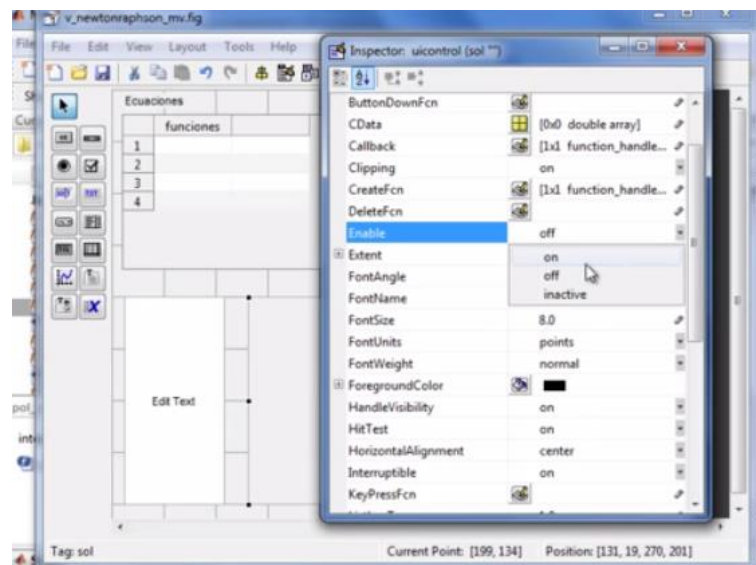 v_newtonraphson_mv.fig
File Edit View Layout Tools Help
Ecuaciones
funciones
1
2
3
4
Edit Text
Tag: sol
Current Point: [199, 134]
Position: [131, 19, 270, 201]
Inspector: uicontrol (sol "")
ButtonDownFcn
CData [0x0 double array]
Callback [1x1 function_handle...
Clipping on
CreateFcn [1x1 function_handle...
DeleteFcn
Enable off
on
off
inactive
Extent
FontAngle
FontName
FontSize 8.0
FontUnits points
FontWeight normal
ForegroundColor
HandleVisibility on
HitTest on
HorizontalAlignment center
Interruptible on
KeyPressFcn